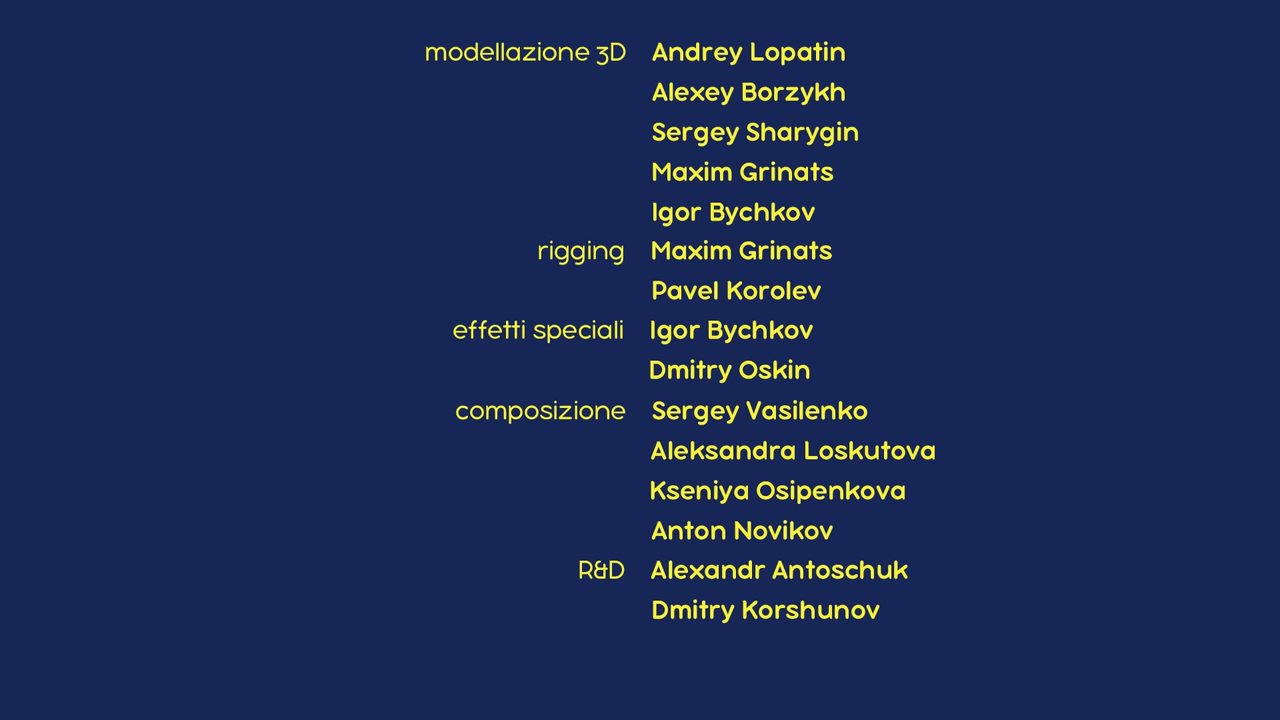 modellazione 3D Andrey Lopatin
Alexey Borzykh
Sergey Sharygin
Maxim Grinats
Igor Bychkov
rigging Maxim Grinats
Pavel Korolev
effetti speciali Igor Bychkov
Dmitry Oskin
composizione Sergey Vasilenko
Aleksandra Loskutova
Kseniya Osipenkova
Anton Novikov
R&D Alexandr Antoschuk
Dmitry Korshunov